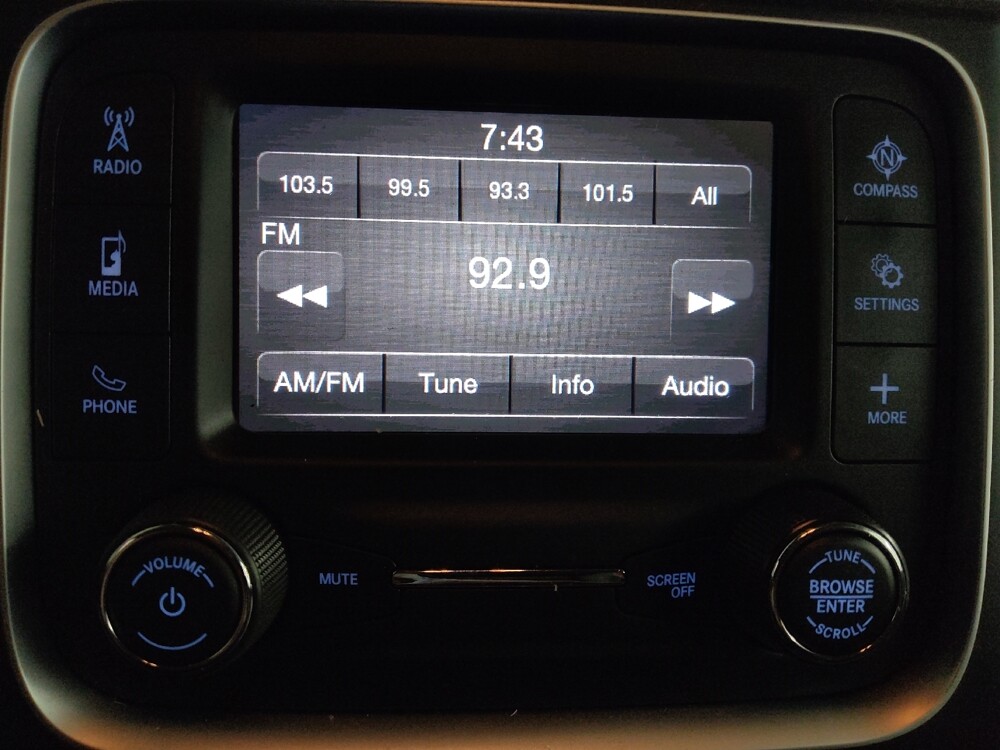 RADIO
MEDIA
PHONE
7:43
103.5 99.5 93.3 101.5 All
FM
92.9
AM/FM Tune Info Audio
N
COMPASS
SETTINGS
MORE
VOLUME
MUTE
SCREEN
OFF
TUNE
BROWSE
ENTER
SCROLL